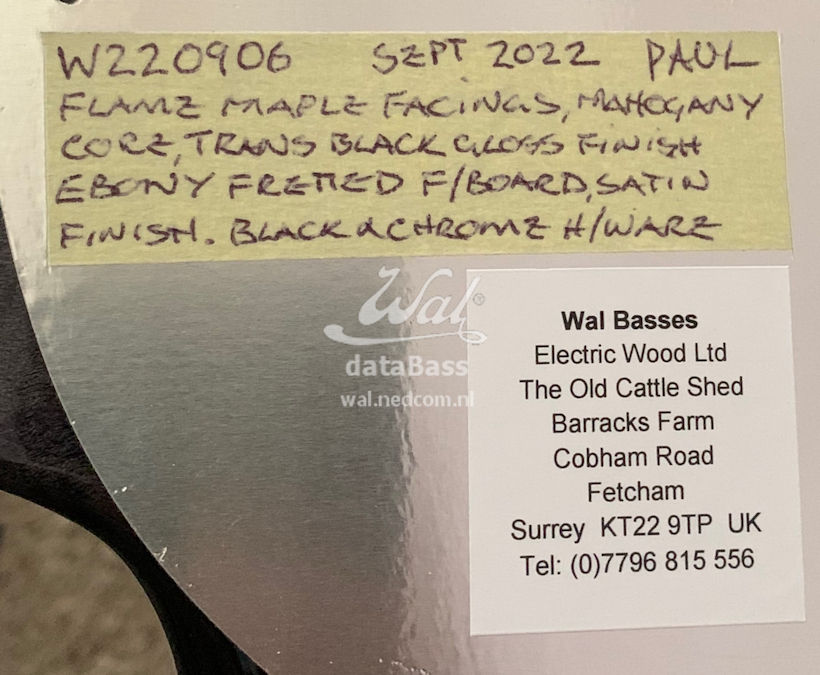 W220906 SEPT 2022 PAUL
FLAME MAPLE FACINGS, MAHOGANY
CORE, TRANS BLACK GLOSS FINISH
EBONY FRETTED F/BOARD, SATIN
FINISH. BLACK & CHROME H/WARE
Wal®
dataBass
wal.nedcom.nl
Wal Basses
Electric Wood Ltd
The Old Cattle Shed
Barracks Farm
Cobham Road
Fetcham
Surrey KT22 9TP UK
Tel: (0)7796 815 556